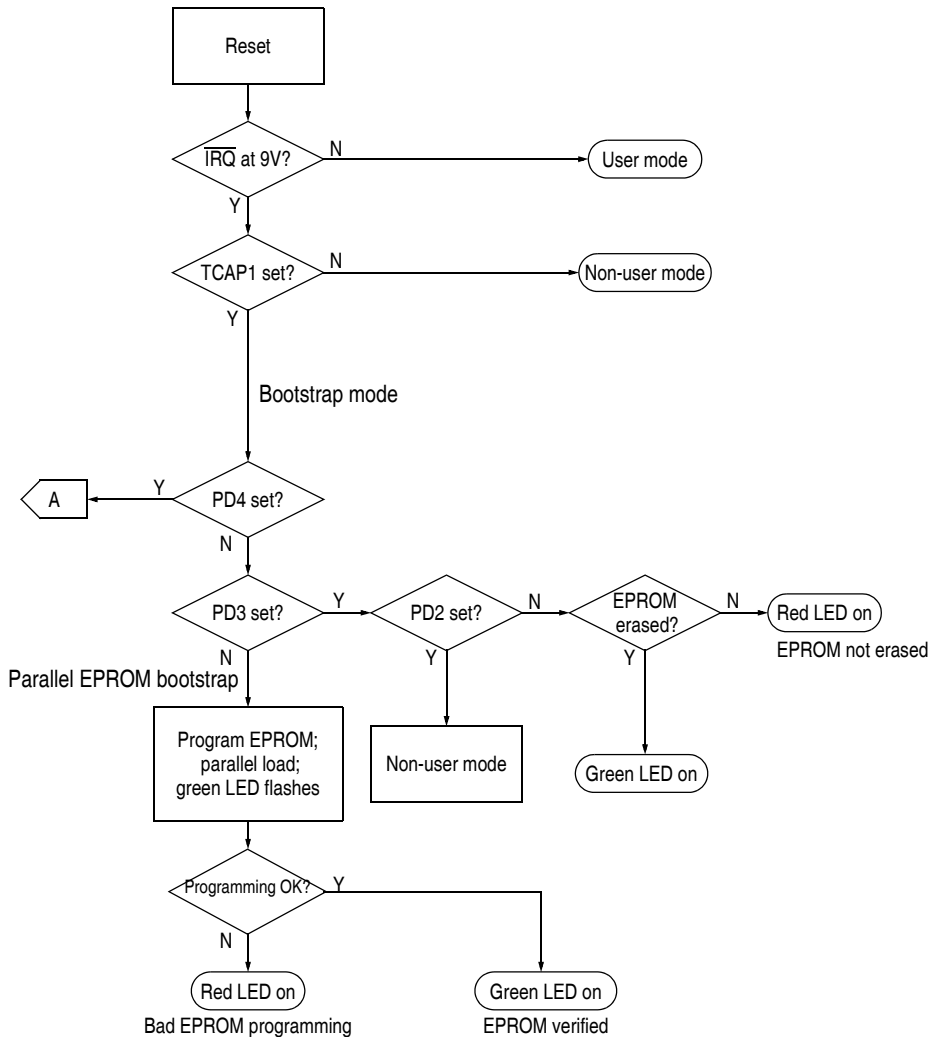 Reset
IRQ at 9V?
N
User mode
Y
TCAP1 set?
N
Non-user mode
Y
Bootstrap mode
A
Y
PD4 set?
N
PD3 set?
Y
PD2 set?
N
EPROM
erased?
N
Red LED on
EPROM not erased
N
Y
Y
Parallel EPROM bootstrap
Program EPROM;
parallel load;
green LED flashes
Non-user mode
Green LED on
Programming OK?
Y
N
Red LED on
Bad EPROM programming
Green LED on
EPROM verified